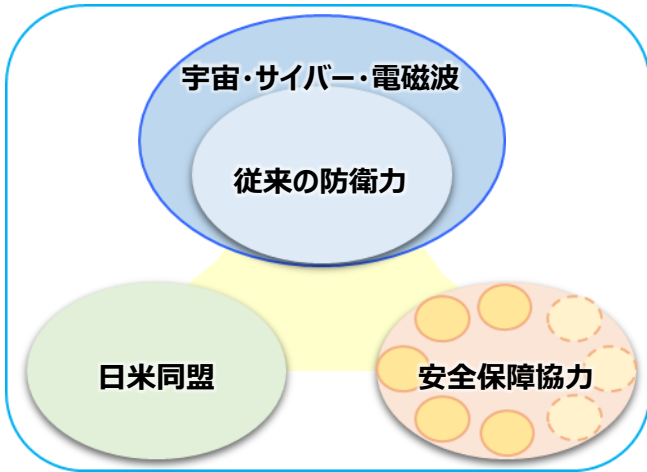 宇宙・サイバー・電磁波
従来の防衛力
日米同盟
安全保障協力